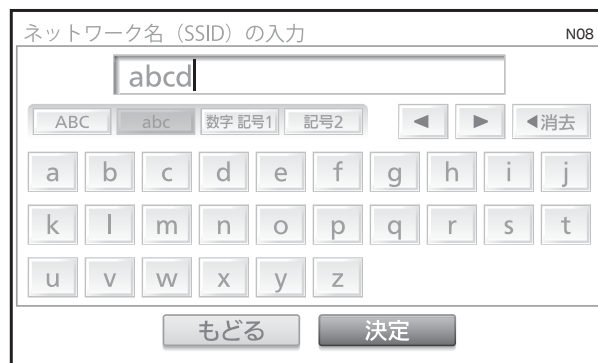 ネットワーク名（SSID）の入力 N08
abcd
ABC abc 数字 記号1 記号2 ◀ ▶ ◀消去
a b c d e f g h i j
k l m n o p q r s t
u v w x y z
もどる 決定